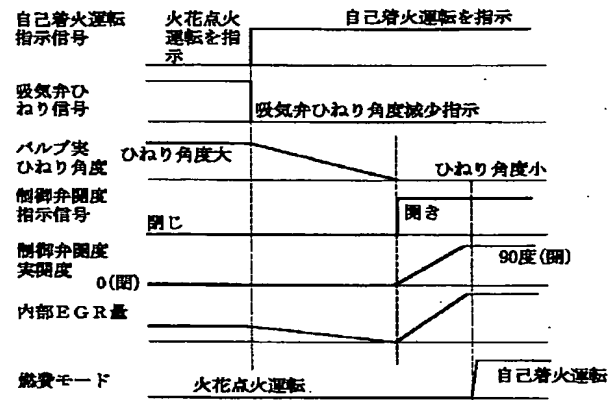 自己着火運転
指示信号
火花点火
運転を指
示
自己着火運転を指示
吸気弁ひ
ねり信号
吸気弁ひねり角度減少指示
バルブ実
ひねり角度
ひねり角度大
ひねり角度小
制御弁開度
指示信号
閉じ
開き
制御弁開度
実開度
0(閉)
90度(開)
内部EGR量
燃費モード
火花点火運転
自己着火運転